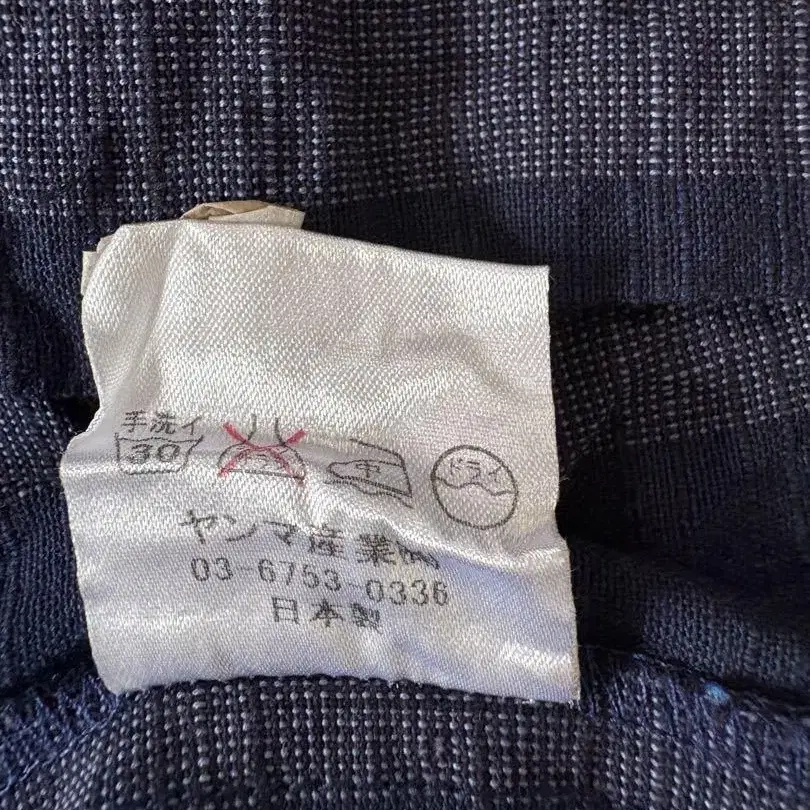 手洗イ
30 中 ドライ
ヤンマ産業㈱
03-6753-0336
日本製